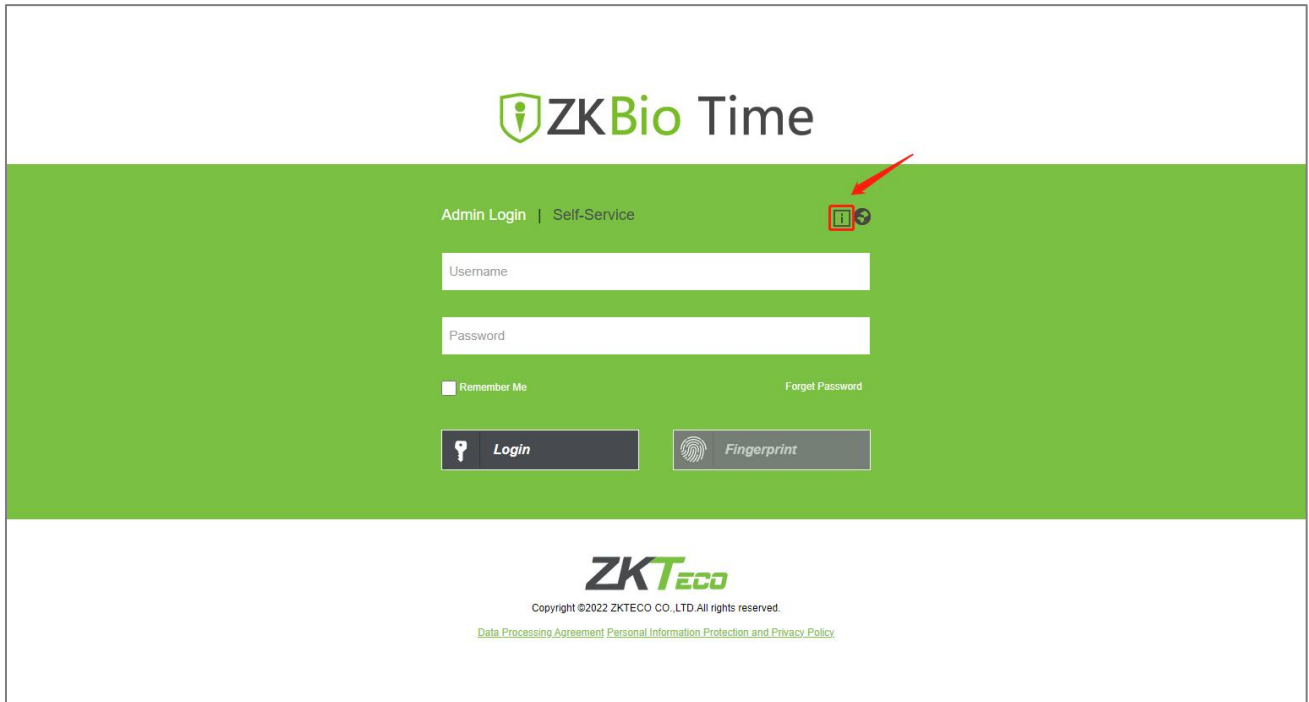 ZKBio Time
Admin Login | Self-Service
Username
Password
Remember Me
Forget Password
Login
Fingerprint
ZKTECO
Copyright ©2022 ZKTECO CO.,LTD.All rights reserved.
Data Processing Agreement Personal Information Protection and Privacy Policy